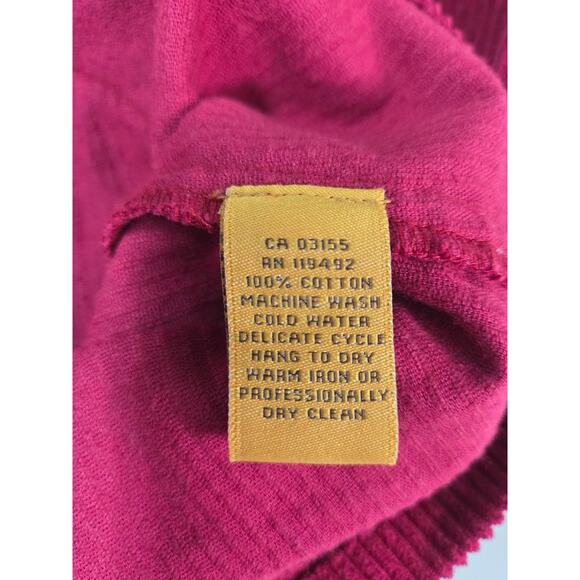 CA 03155
RN 119492
100% COTTON
MACHINE WASH
COLD WATER
DELICATE CYCLE
HANG TO DRY
WARM IRON OR
PROFESSIONALLY
DRY CLEAN